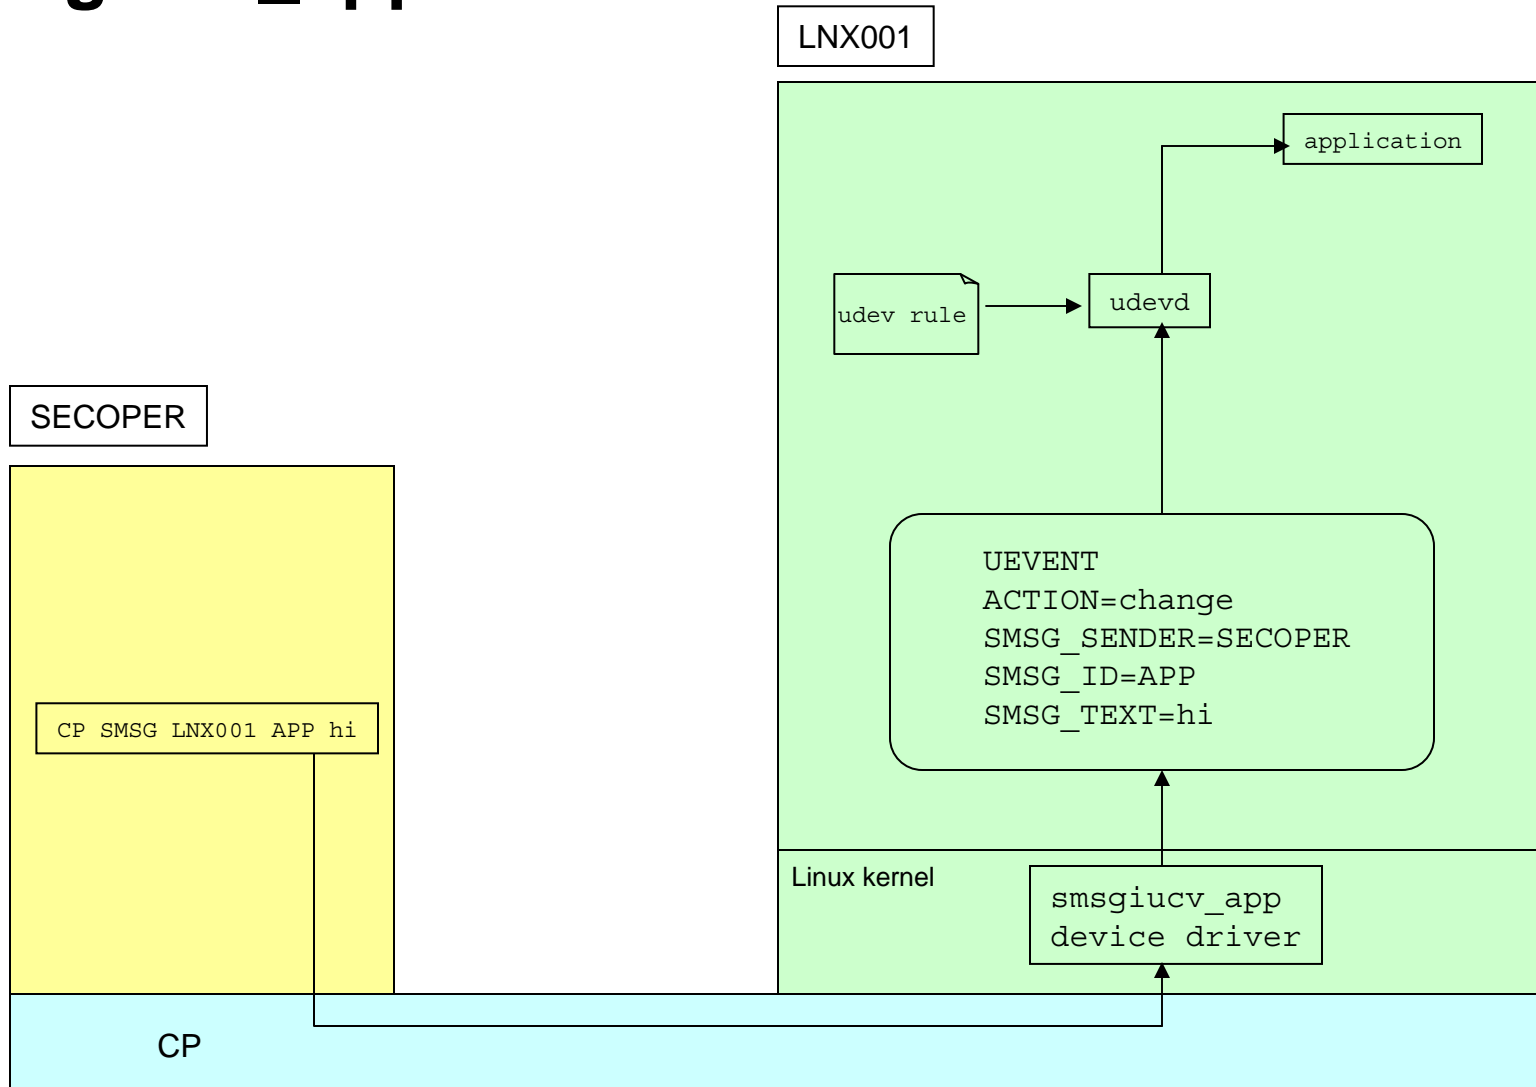 LNX001
application
udev rule
udevd
SECOPER
UEVENT
ACTION=change
SMSG_SENDER=SECOPER
SMSG_ID=APP
SMSG_TEXT=hi
CP SMSG LNX001 APP hi
Linux kernel
smsgiucv_app
device driver
CP